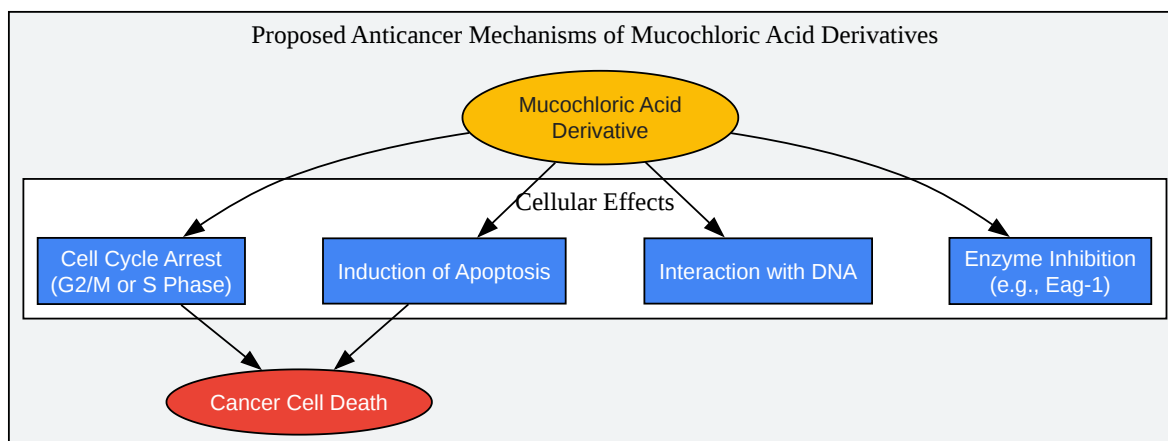 Proposed Anticancer Mechanisms of Mucochloric Acid Derivatives
Mucochloric Acid
Derivative
Cellular Effects
Cell Cycle Arrest
(G2/M or S Phase)
Induction of Apoptosis
Interaction with DNA
Enzyme Inhibition
(e.g., Eag-1)
Cancer Cell Death